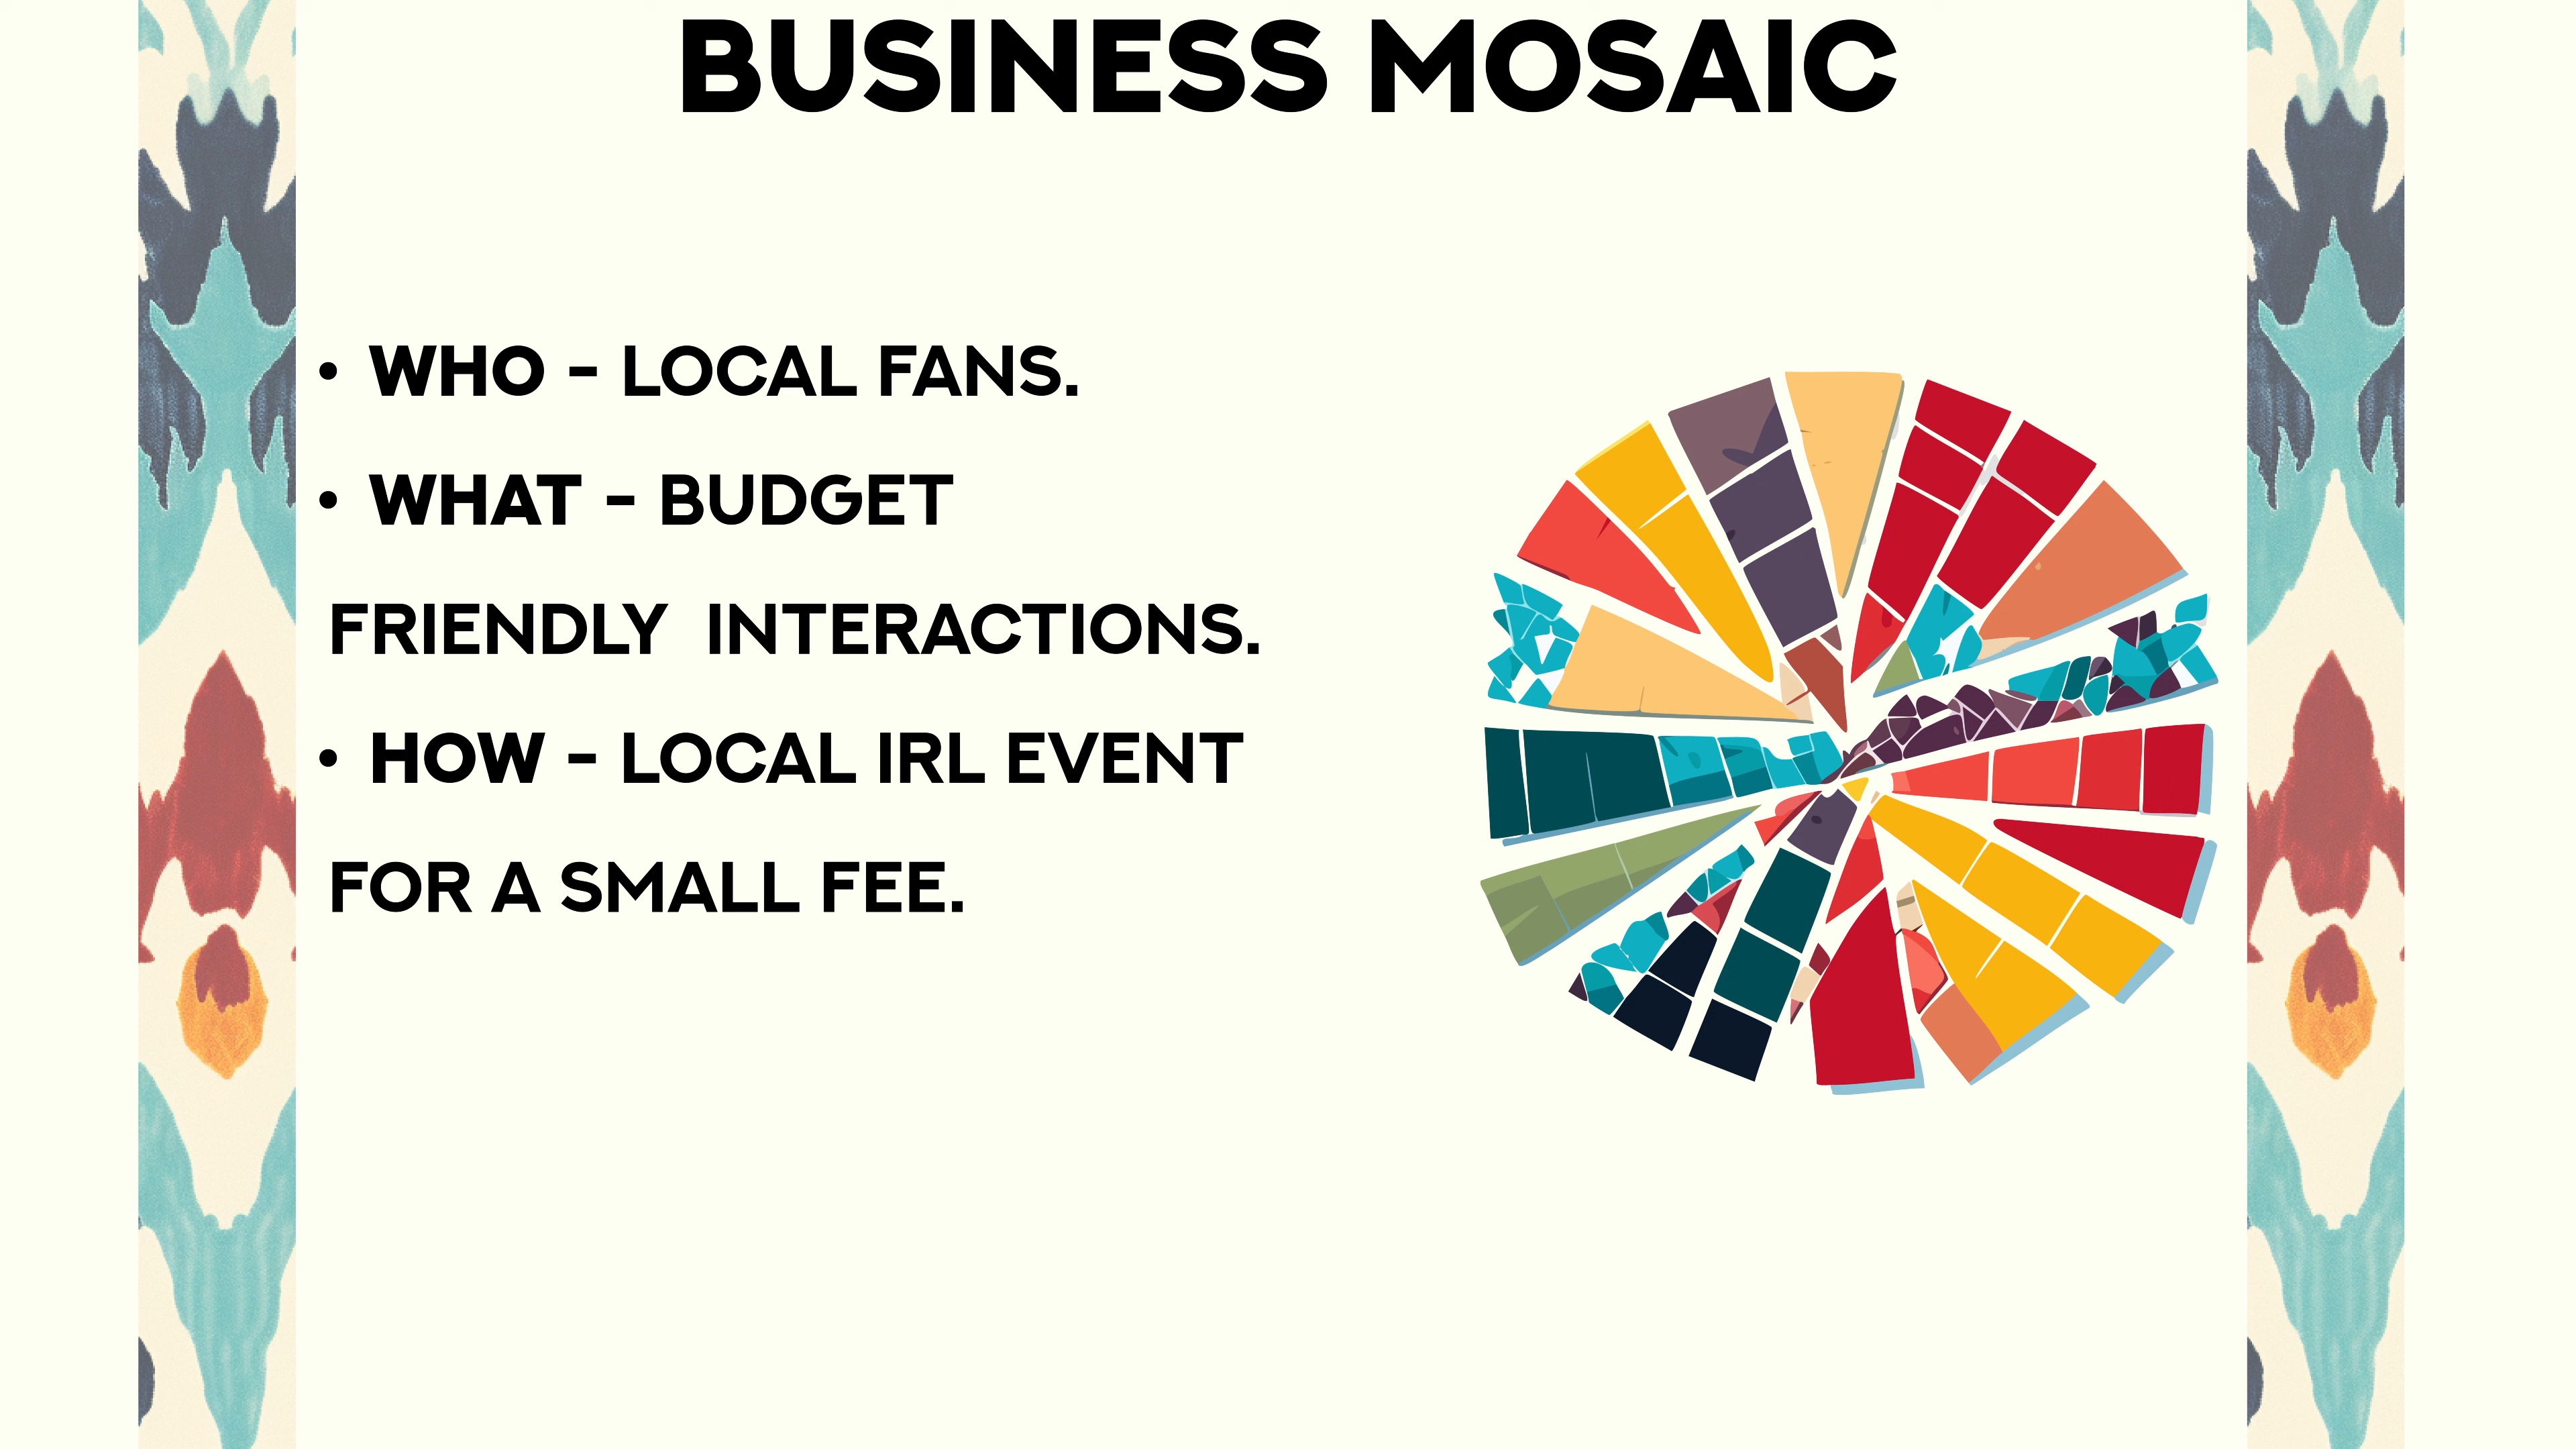 BUSINESS MOSAIC
• WHO - LOCAL FANS.
• WHAT - BUDGET
FRIENDLY  INTERACTIONS.
• HOW - LOCAL IRL EVENT
FOR A SMALL FEE.